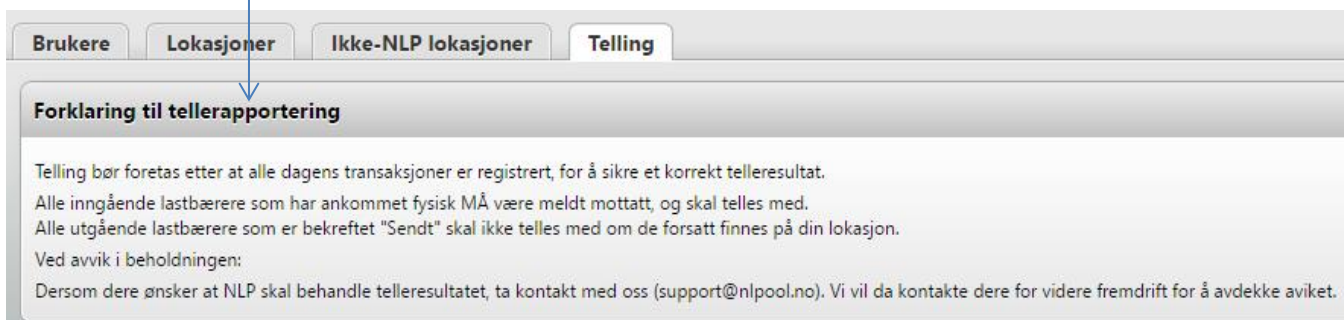 Brukere Lokasjoner Ikke-NLP lokasjoner Telling
Forklaring til tellerapportering
Telling bør foretas etter at alle dagens transaksjoner er registrert, for å sikre et korrekt telleresultat.
Alle inngående lastbærere som har ankommet fysisk MÅ være meldt mottatt, og skal telles med.
Alle utgående lastbærere som er bekreftet "Sendt" skal ikke telles med om de forsatt finnes på din lokasjon.
Ved avvik i beholdningen:
Dersom dere ønsker at NLP skal behandle telleresultatet, ta kontakt med oss (support@nlpool.no). Vi vil da kontakte dere for videre fremdrift for å avdekke aviket.